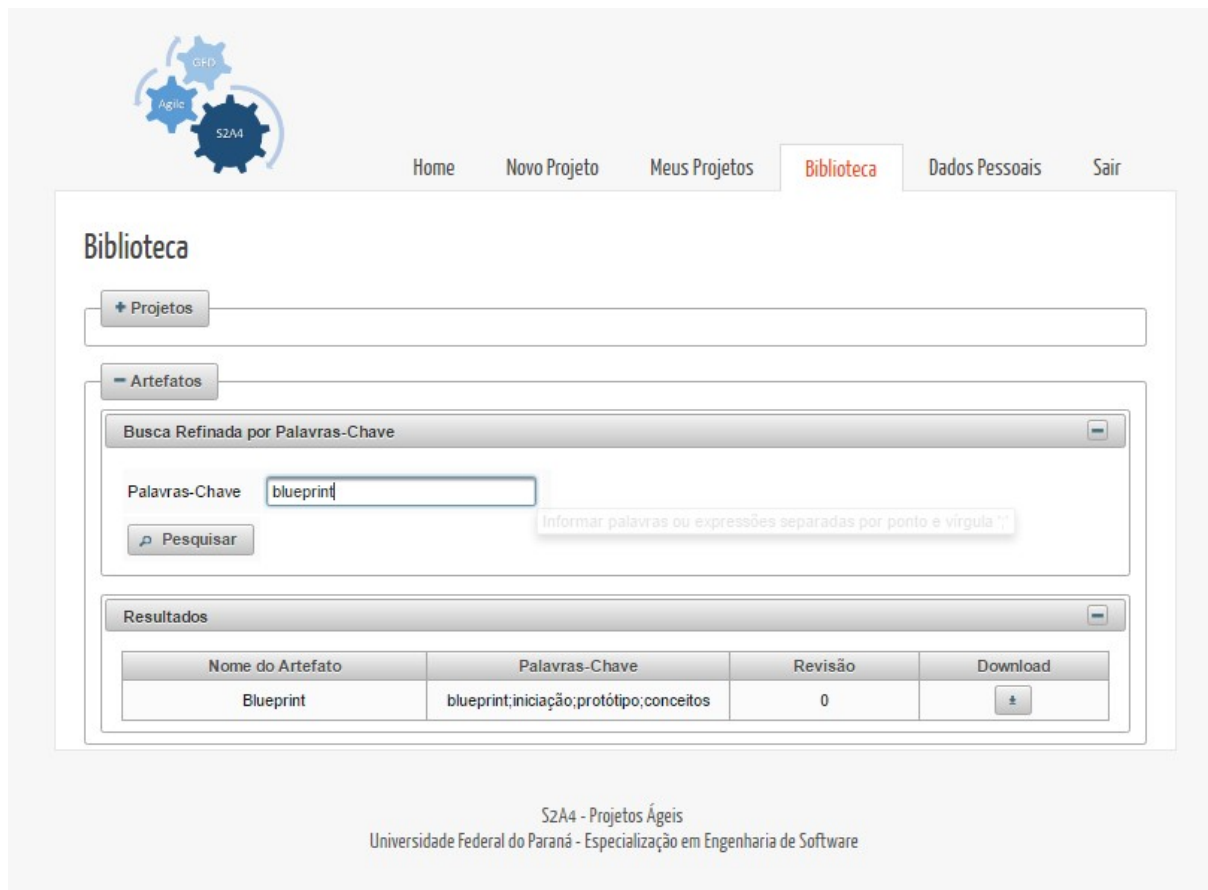 GED
Agile
S2A4
Home Novo Projeto Meus Projetos Biblioteca Dados Pessoais Sair
Biblioteca
Projetos
Artefatos
Busca Refinada por Palavras-Chave
Palavras-Chave blueprint
Informar palavras ou expressões separadas por ponto e vírgula ';'
Pesquisar
Resultados
Nome do Artefato Palavras-Chave Revisão Download
Blueprint blueprint;iniciação;protótipo;conceitos 0
S2A4 - Projetos Ágeis
Universidade Federal do Paraná - Especialização em Engenharia de Software